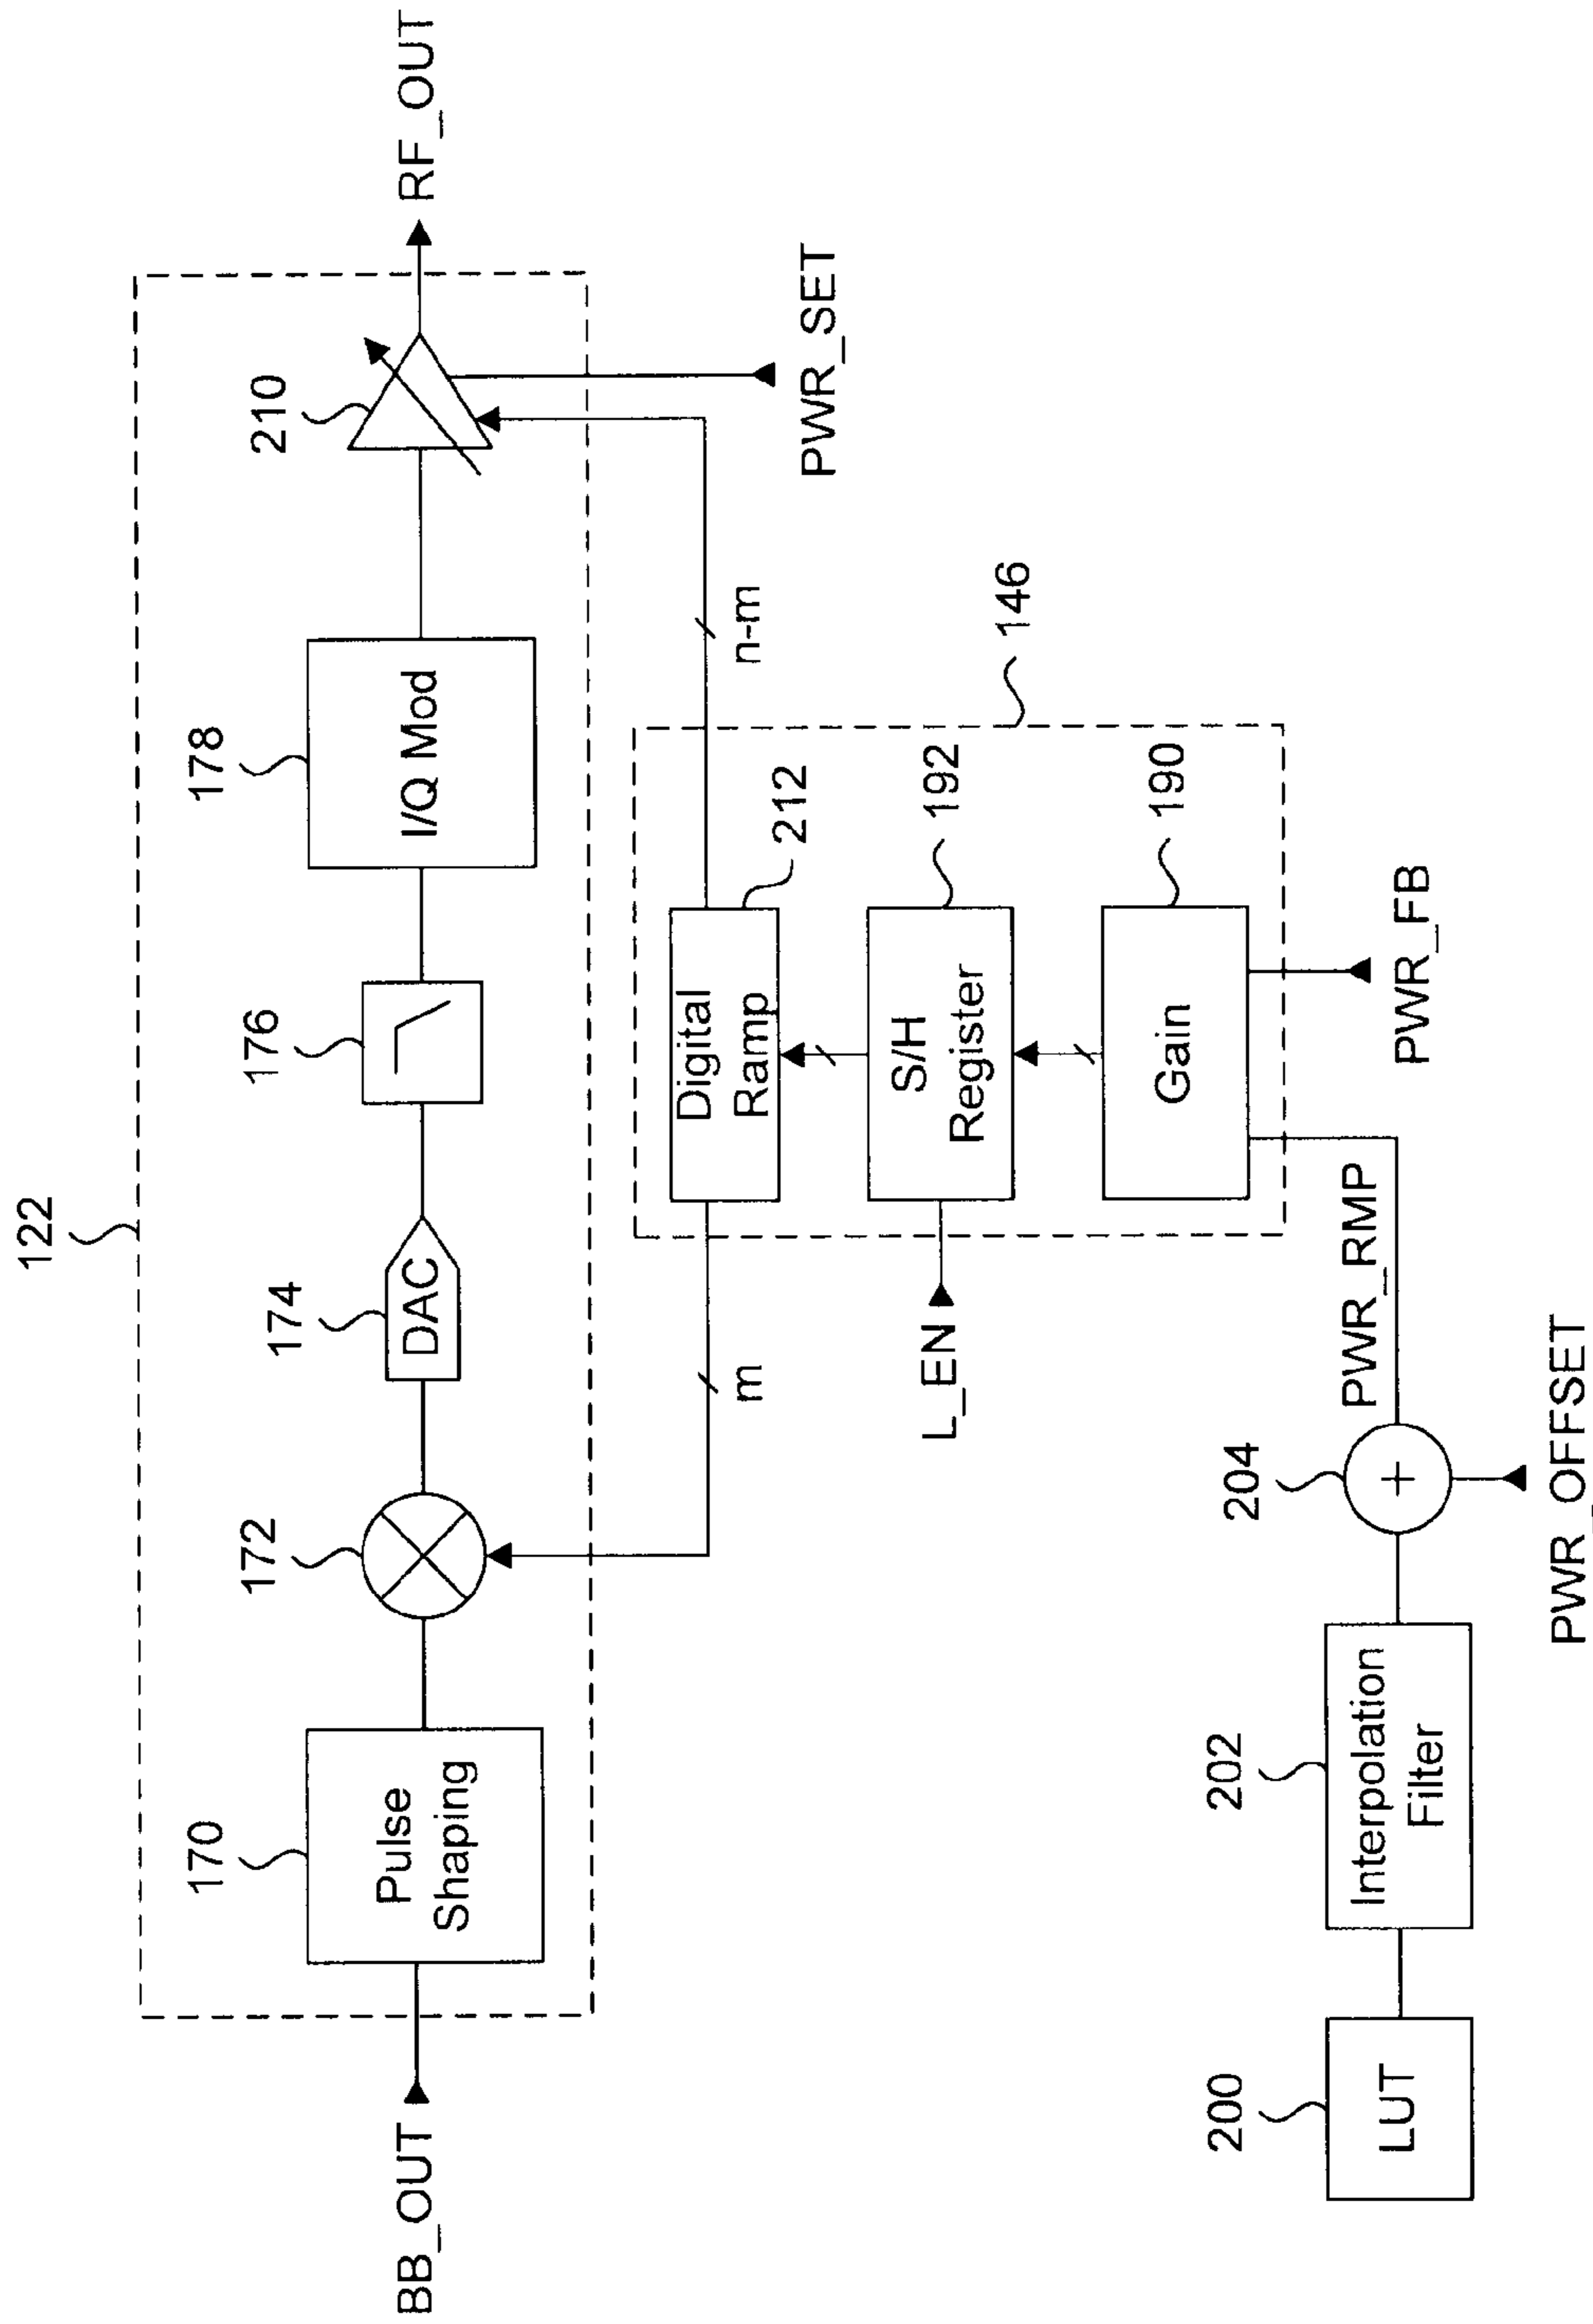 122
170
172
174
176
178
210
BB_OUT
Pulse
Shaping
DAC
I/Q Mod
RF_OUT
m
n-m
PWR_SET
Digital
Ramp
212
146
L_EN
S/H
Register
192
Gain
190
PWR_RMP
PWR_FB
200
202
204
LUT
Interpolation
Filter
+
PWR_OFFSET